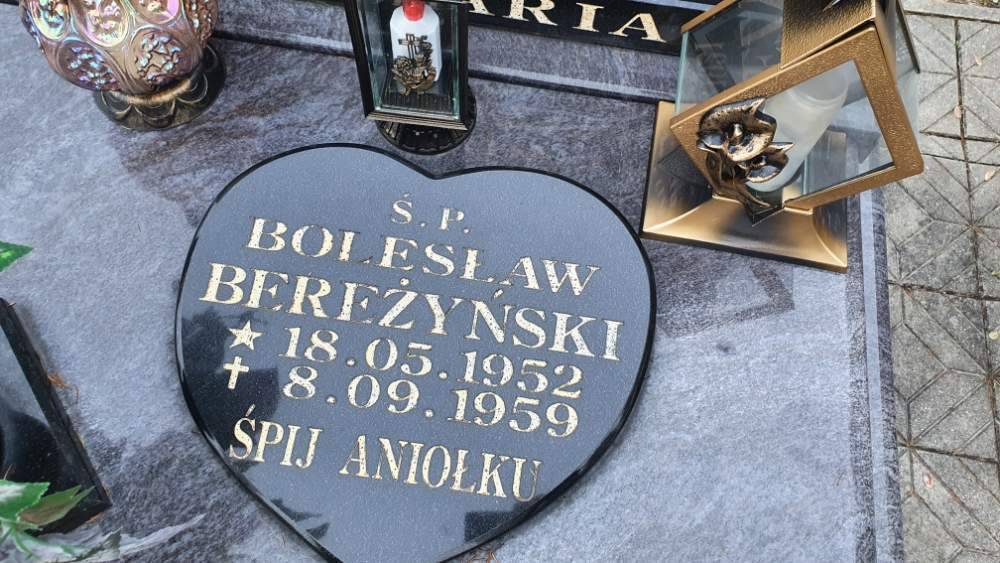 ARIA
Ś. P.
BOLESŁAW
BEREŻYŃSKI
18.05.1952
8.09.1959
ŚPIJ ANIOŁKU